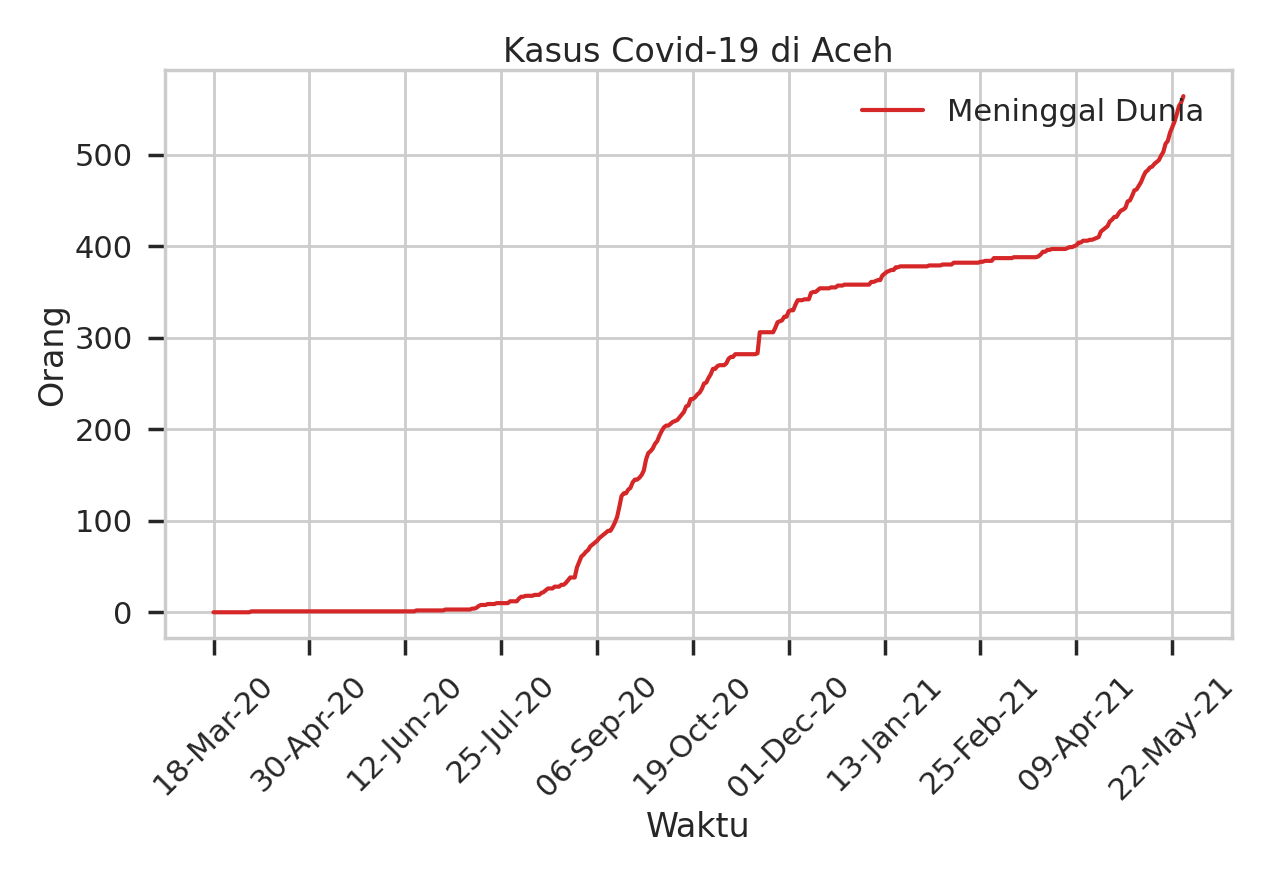 Kasus Covid-19 di Aceh
Meninggal Dunia
500
400
300
200
100
0
Orang
18-Mar-20
30-Apr-20
12-Jun-20
25-Jul-20
06-Sep-20
19-Oct-20
01-Dec-20
13-Jan-21
25-Feb-21
09-Apr-21
22-May-21
Waktu